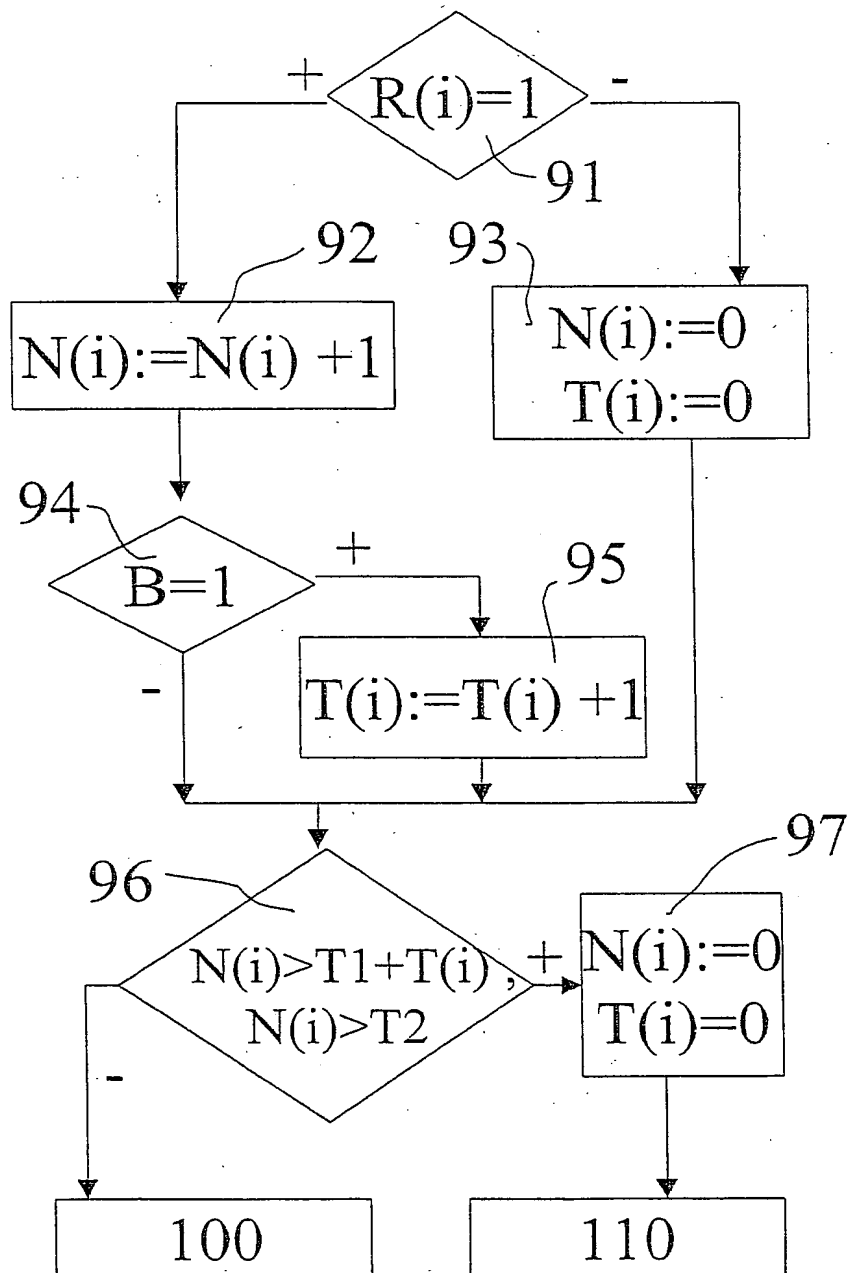 +
-
R(i)=1
91
92
93
N(i):=N(i) +1
N(i):=0
T(i):=0
94
+
95
B=1
-
T(i):=T(i) +1
97
96
N(i)>T1+T(i) ,
N(i)>T2
+
N(i):=0
T(i)=0
-
100
110